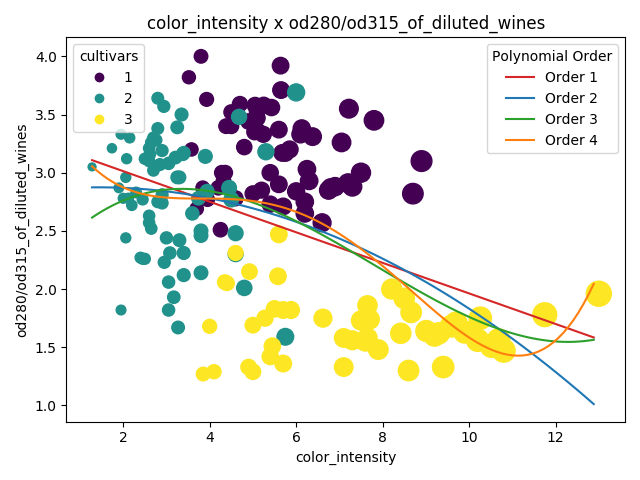 color_intensity x od280/od315_of_diluted_wines
cultivars
1
2
3
Polynomial Order
Order 1
Order 2
Order 3
Order 4
od280/od315_of_diluted_wines
4.0
3.5
3.0
2.5
2.0
1.5
1.0
2 4 6 8 10 12
color_intensity